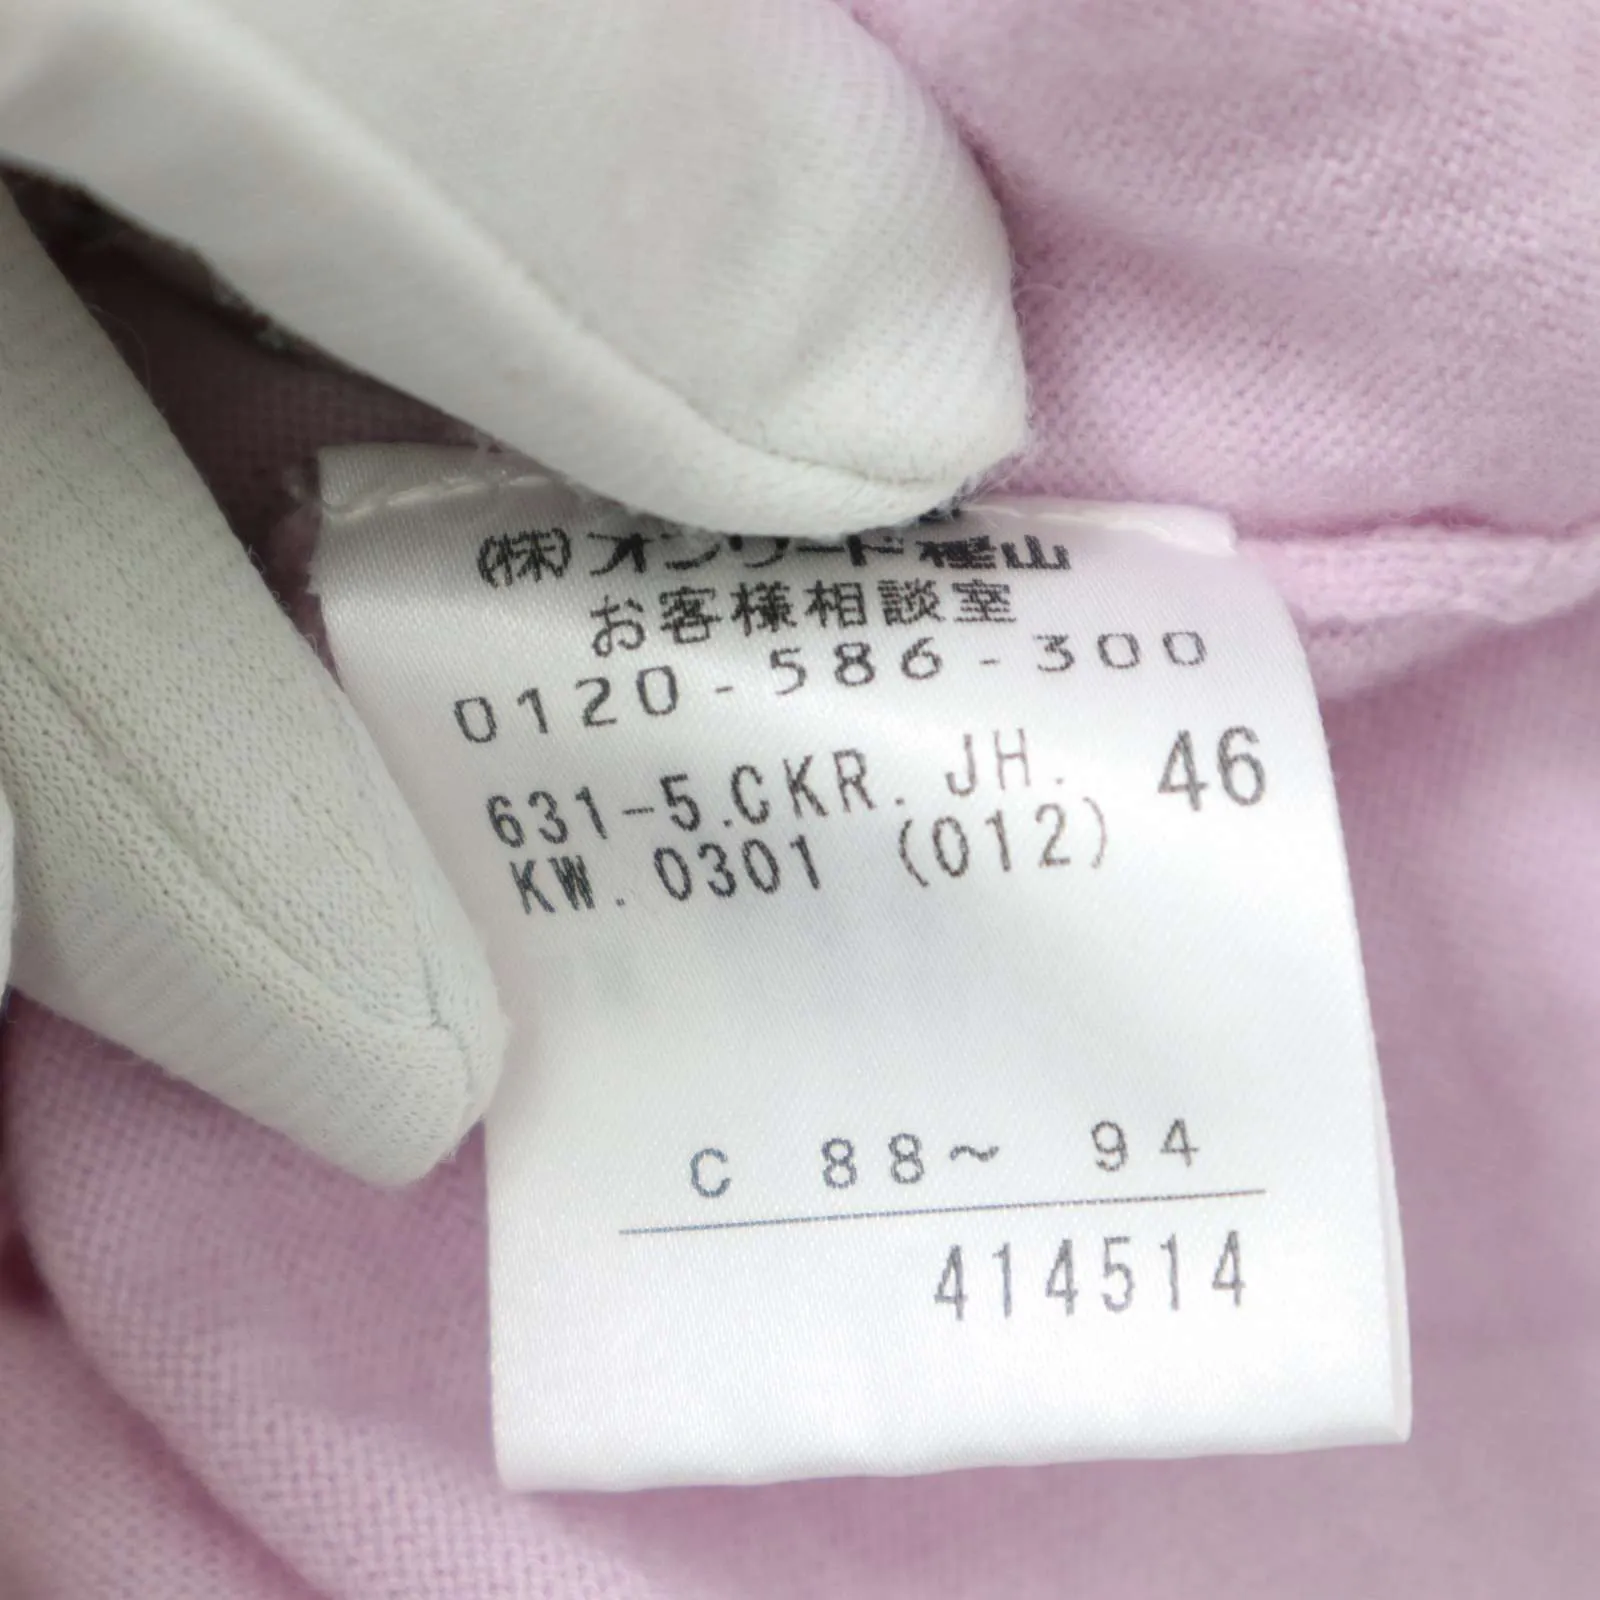 (株)オンワード樫山
お客様相談室
0120-586-300
631-5.CKR.JH. 46
KW.0301 (012)
C 88~ 94
414514